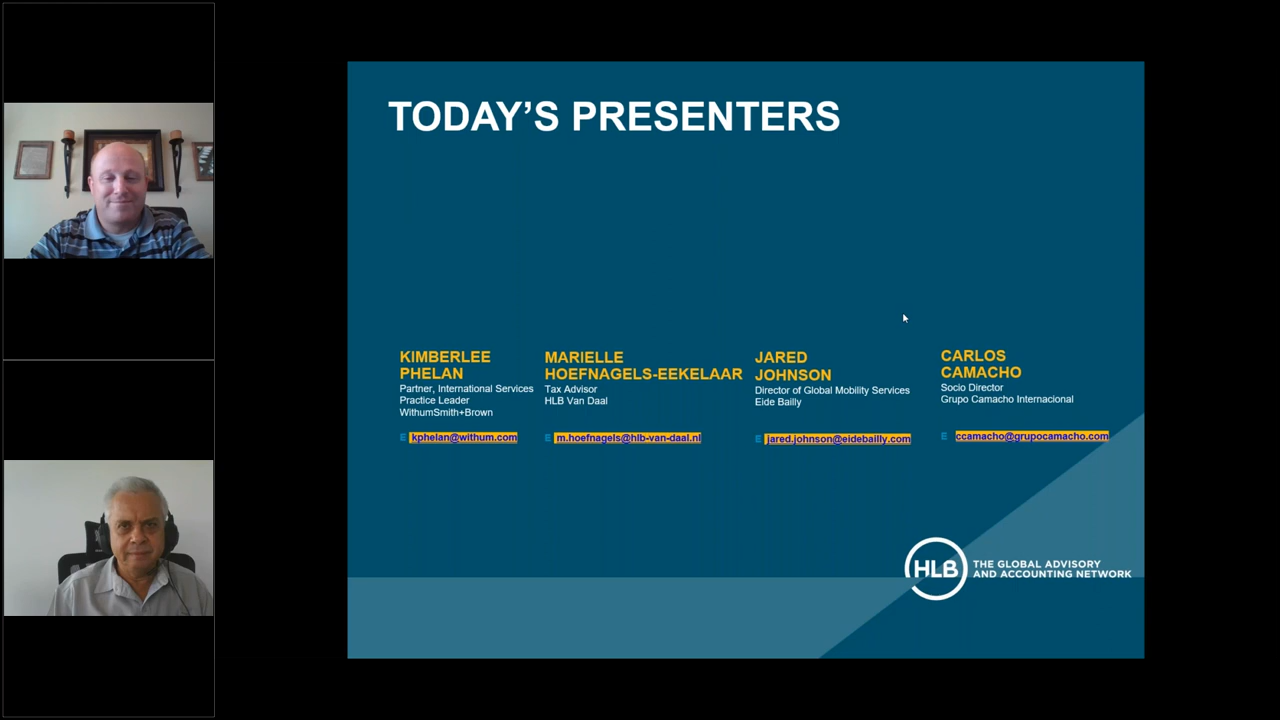 TODAY'S PRESENTERS
KIMBERLEE
PHELAN
Partner, International Services
Practice Leader
WithumSmith+Brown
E kphelan@withum.com
MARIELLE
HOEFNAGELS-EEKELAAR
Tax Advisor
HLB Van Daal
E m.hoefnagels@hlb-van-daal.nl
JARED
JOHNSON
Director of Global Mobility Services
Eide Bailly
E jared.johnson@eidebailly.com
CARLOS
CAMACHO
Socio Director
Grupo Camacho Internacional
E ccamacho@grupocamacho.com
HLB
THE GLOBAL ADVISORY
AND ACCOUNTING NETWORK